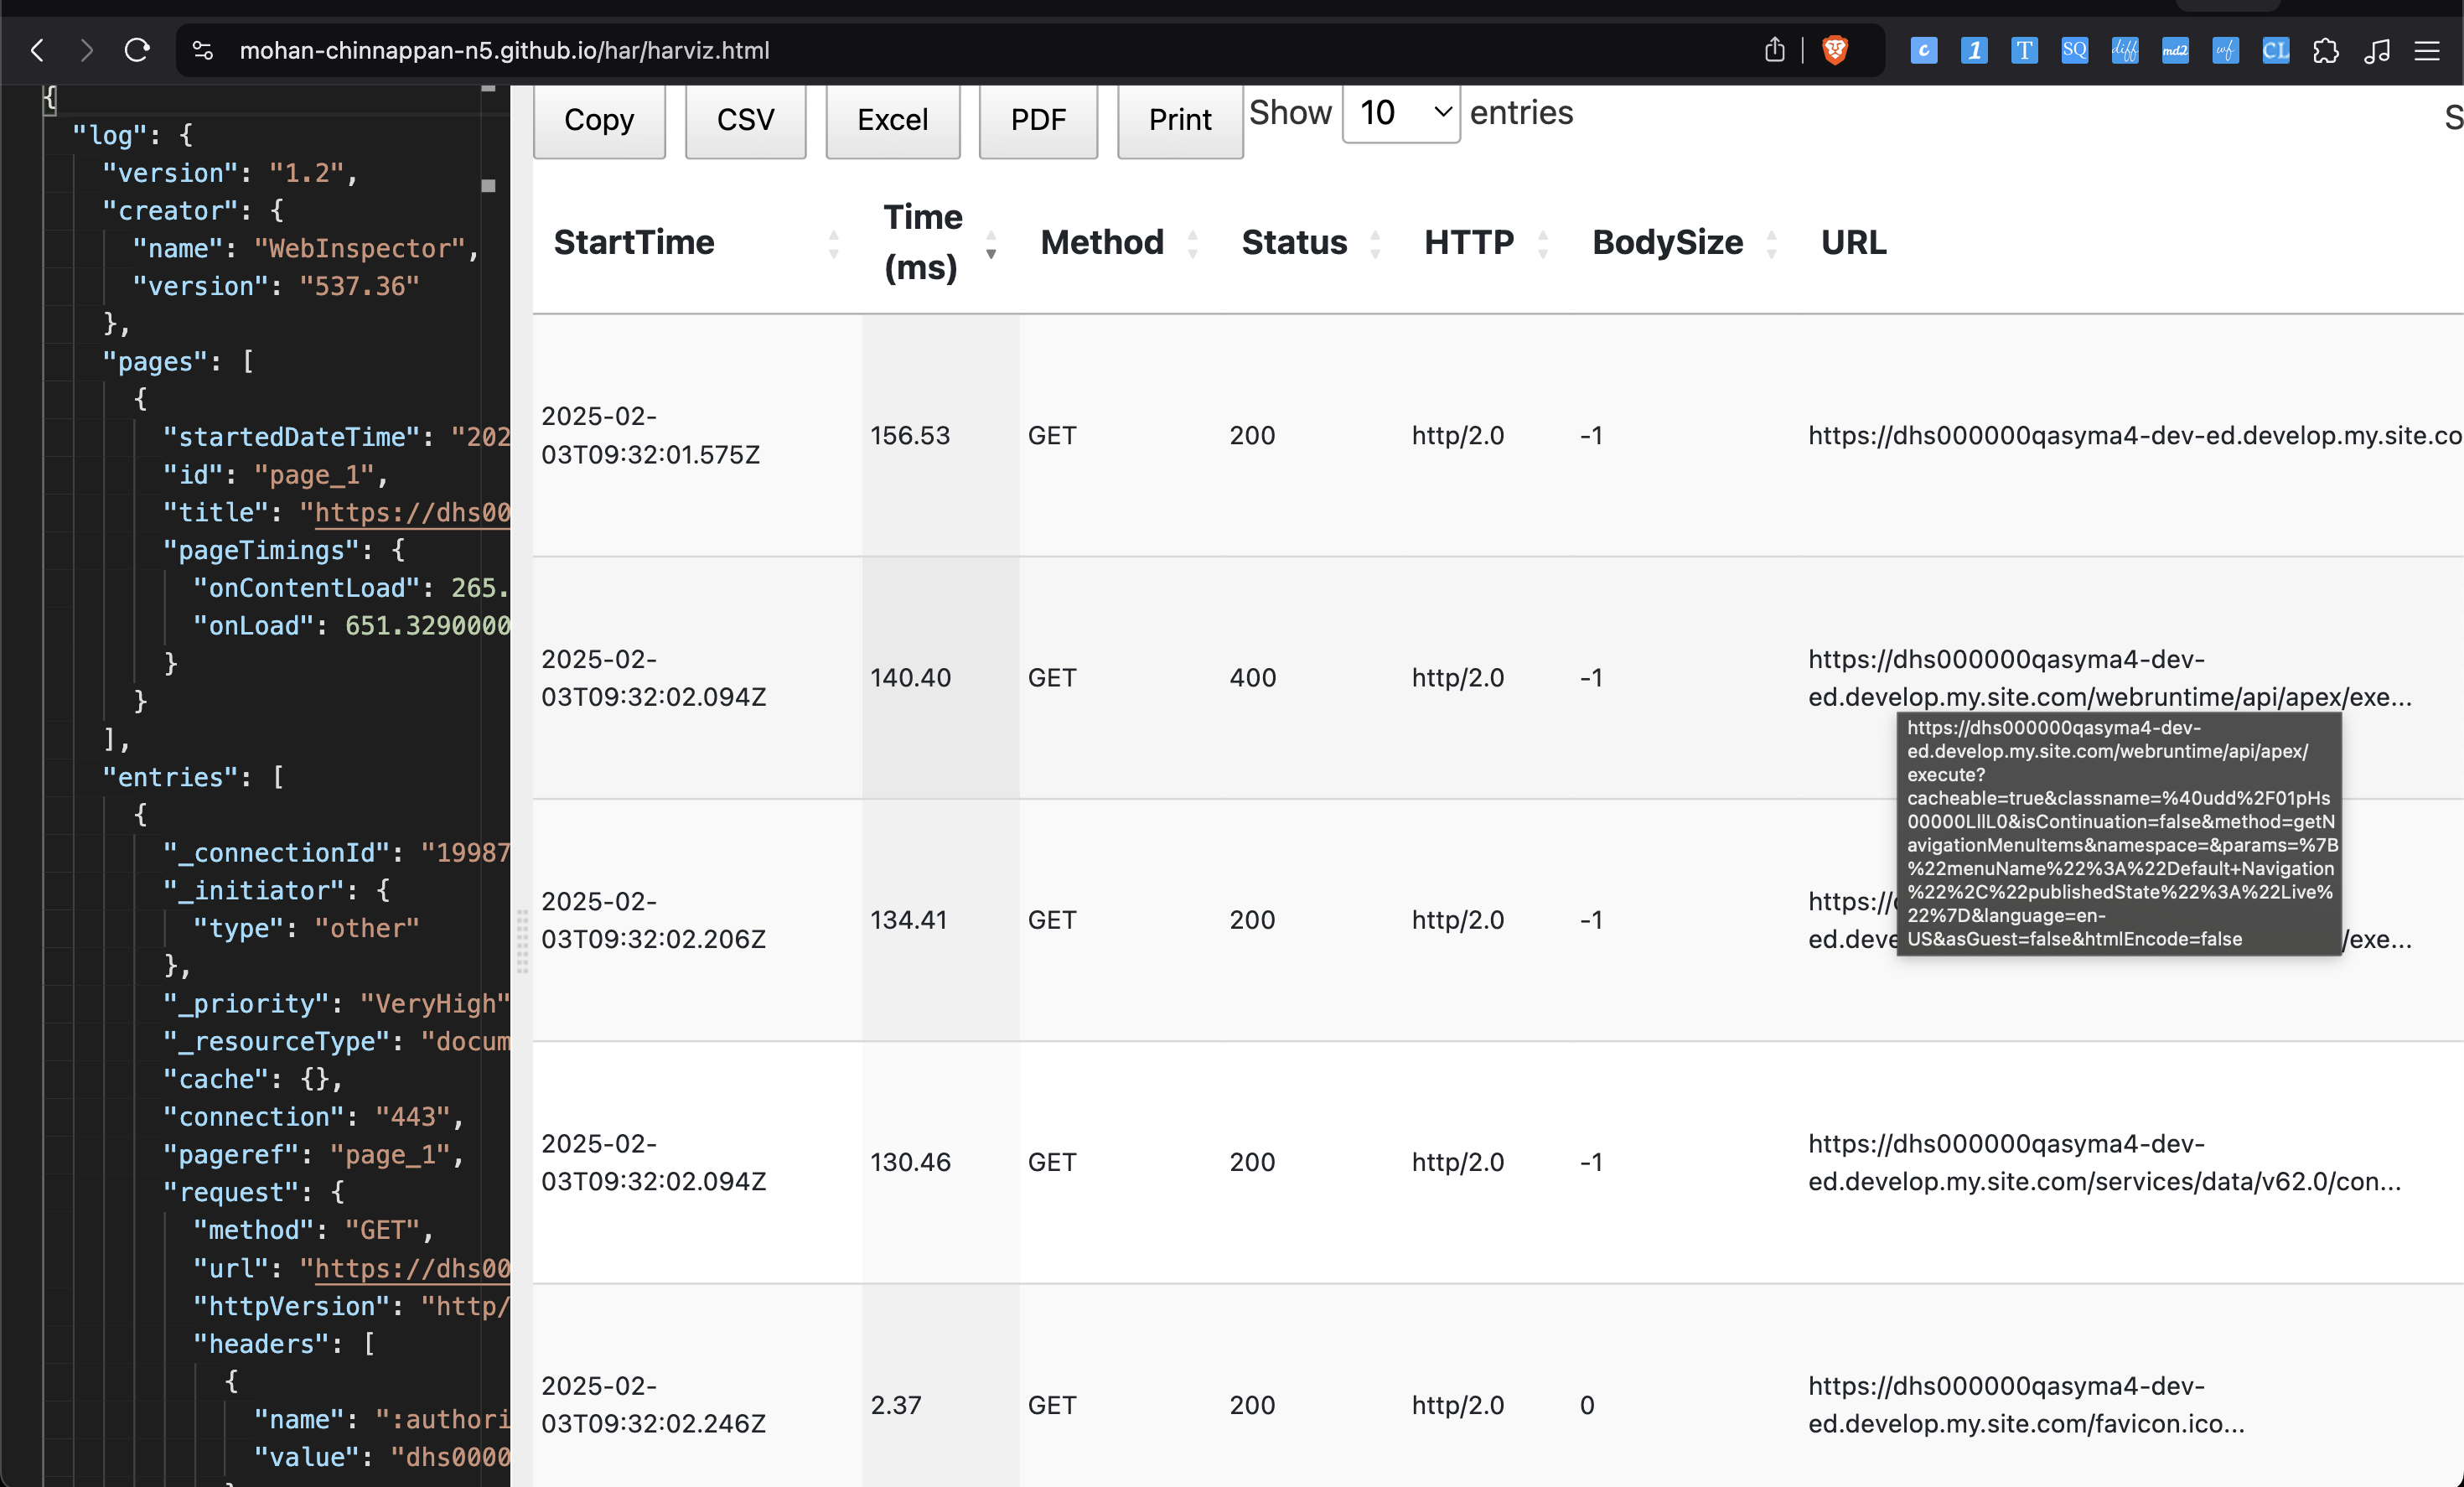 mohan-chinnappan-n5.github.io/har/harviz.html
c
1
T
SQ
diff
md2
wf
CL
{
"log": {
"version": "1.2",
"creator": {
"name": "WebInspector",
"version": "537.36"
},
"pages": [
{
"startedDateTime": "202
"id": "page_1",
"title": "https://dhs00
"pageTimings": {
"onContentLoad": 265.
"onLoad": 651.3290000
}
}
],
"entries": [
{
"_connectionId": "19987
"_initiator": {
"type": "other"
},
"_priority": "VeryHigh"
"_resourceType": "docum
"cache": {},
"connection": "443",
"pageref": "page_1",
"request": {
"method": "GET",
"url": "https://dhs00
"httpVersion": "http/
"headers": [
{
"name": ":authori
"value": "dhs0000
Copy CSV Excel PDF Print Show 10 entries S
StartTime Time (ms) Method Status HTTP BodySize URL
2025-02-
03T09:32:01.575Z 156.53 GET 200 http/2.0 -1 https://dhs000000qasyma4-dev-ed.develop.my.site.co
2025-02-
03T09:32:02.094Z 140.40 GET 400 http/2.0 -1 https://dhs000000qasyma4-dev-
ed.develop.my.site.com/webruntime/api/apex/exe...
https://dhs000000qasyma4-dev-
ed.develop.my.site.com/webruntime/api/apex/
execute?
cacheable=true&classname=%40udd%2F01pHs
00000LllL0&isContinuation=false&method=getN
avigationMenuItems&namespace=&params=%7B
%22menuName%22%3A%22Default+Navigation
%22%2C%22publishedState%22%3A%22Live%
22%7D&language=en-
US&asGuest=false&htmlEncode=false
2025-02-
03T09:32:02.206Z 134.41 GET 200 http/2.0 -1 https://
ed.deve /exe...
2025-02-
03T09:32:02.094Z 130.46 GET 200 http/2.0 -1 https://dhs000000qasyma4-dev-
ed.develop.my.site.com/services/data/v62.0/con...
2025-02-
03T09:32:02.246Z 2.37 GET 200 http/2.0 0 https://dhs000000qasyma4-dev-
ed.develop.my.site.com/favicon.ico...